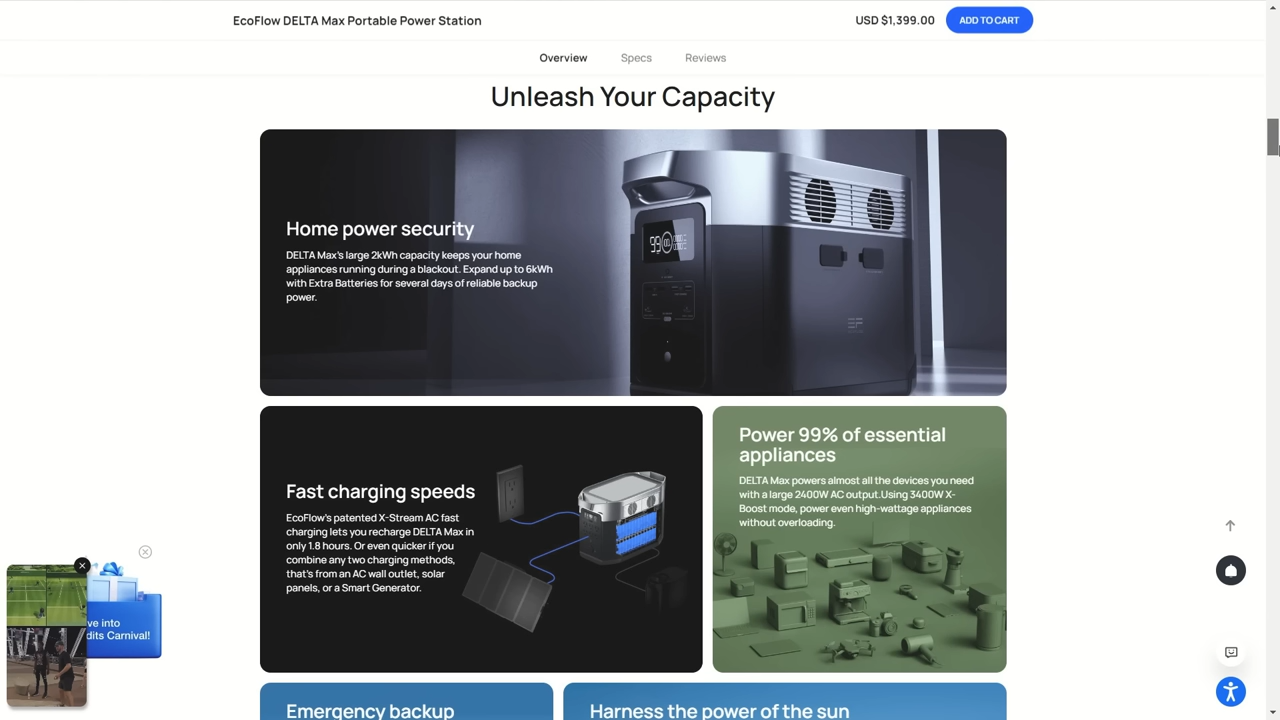 EcoFlow DELTA Max Portable Power Station
USD $1,399.00
ADD TO CART
Overview
Specs
Reviews
Unleash Your Capacity
Home power security
DELTA Max's large 2kWh capacity keeps your home
appliances running during a blackout. Expand up to 6kWh
with Extra Batteries for several days of reliable backup
power.
99
Fast charging speeds
EcoFlow's patented X-Stream AC fast
charging lets you recharge DELTA Max in
only 1.8 hours. Or even quicker if you
combine any two charging methods,
that's from an AC wall outlet, solar
panels, or a Smart Generator.
Power 99% of essential
appliances
DELTA Max powers almost all the devices you need
with a large 2400W AC output.Using 3400W X-
Boost mode, power even high-wattage appliances
without overloading.
ve into
dits Carnival!
Emergency backup
Harness the power of the sun